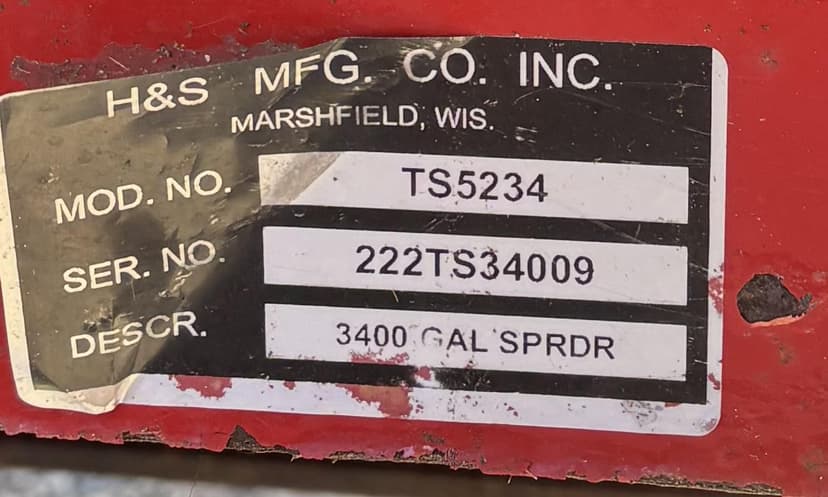 H&S MFG. CO. INC.
MARSHFIELD, WIS.
MOD. NO. TS5234
SER. NO. 222TS34009
DESCR. 3400 GAL SPRDR